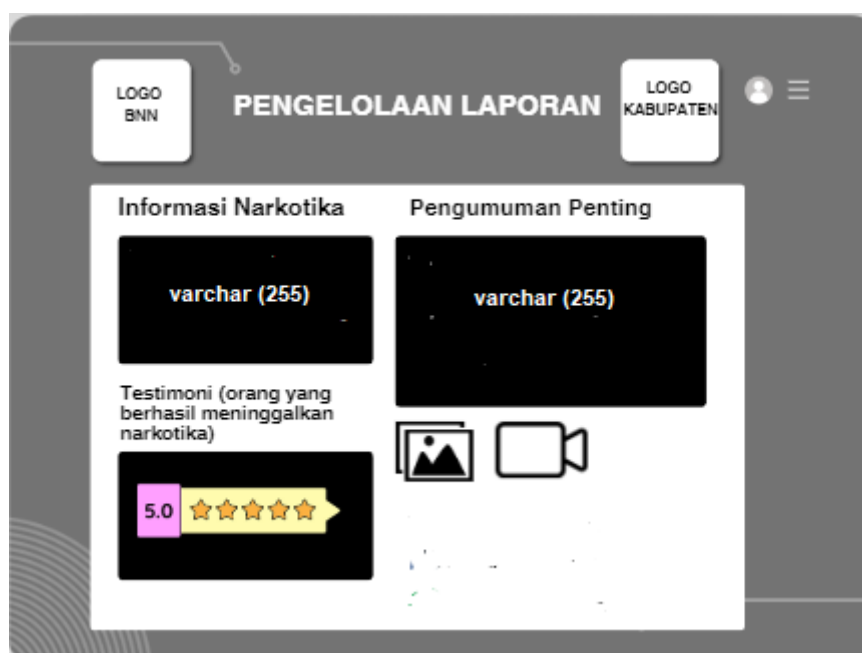 LOGO
BNN
PENGELOLAAN LAPORAN
LOGO
KABUPATEN
Informasi Narkotika
varchar (255)
Pengumuman Penting
varchar (255)
Testimoni (orang yang
berhasil meninggalkan
narkotika)
5.0